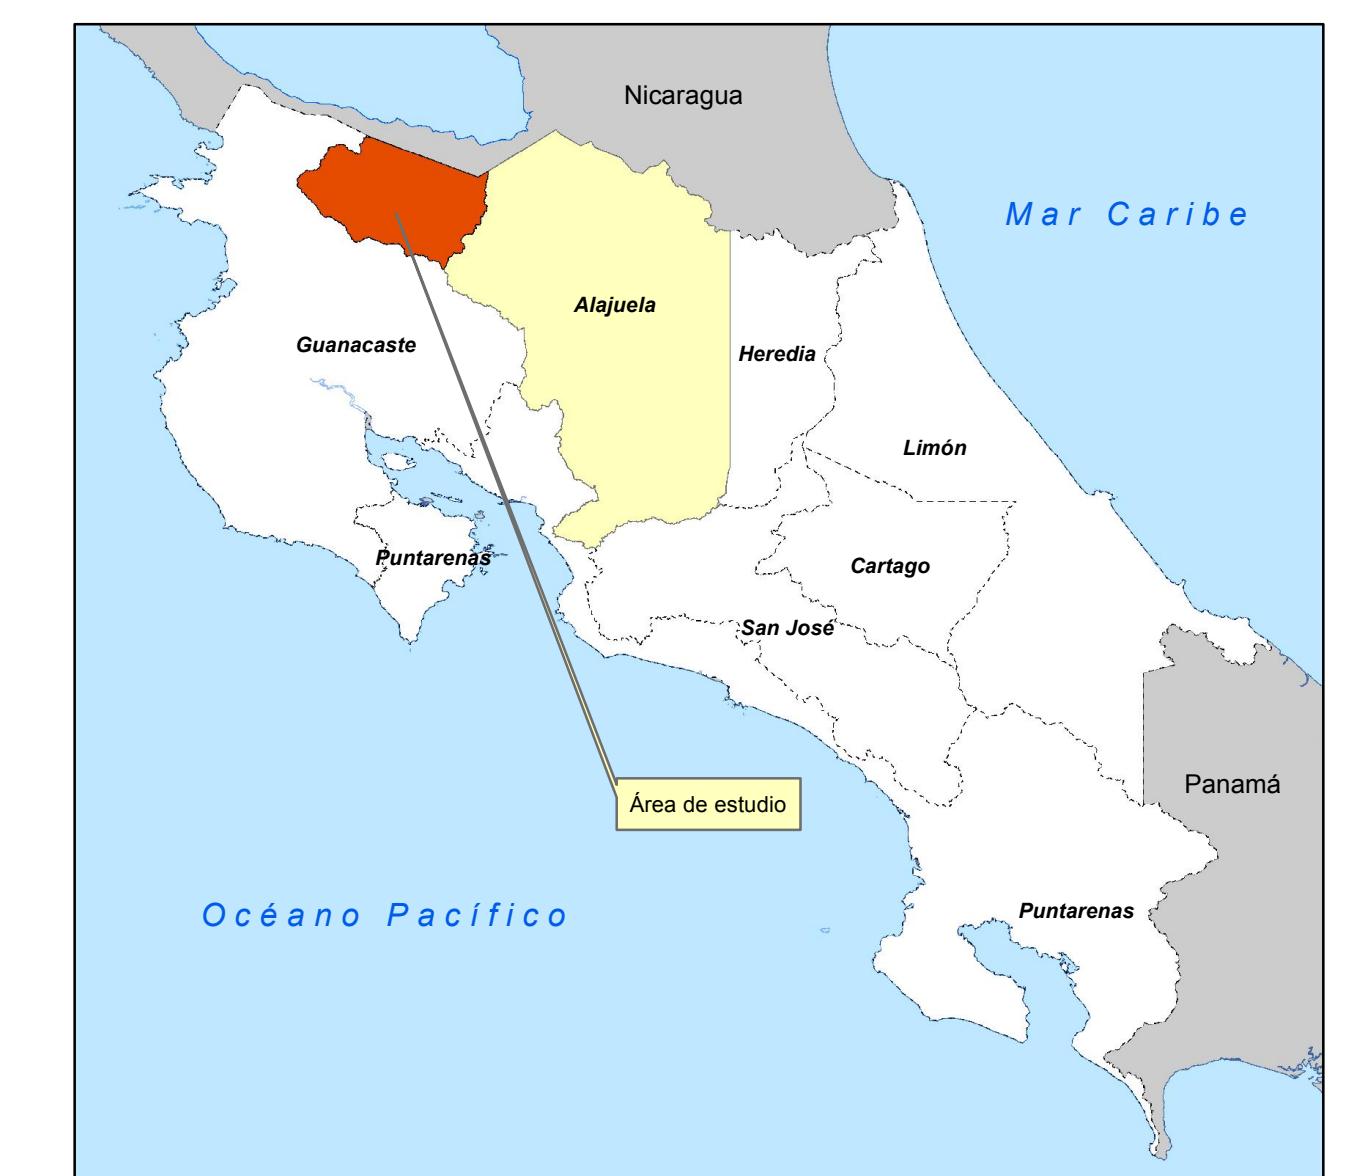 Nicaragua
Mar Caribe
Alajuela
Guanacaste
Heredia
Limón
Puntarenas
Cartago
San José
Panamá
Área de estudio
Océano Pacífico
Puntarenas